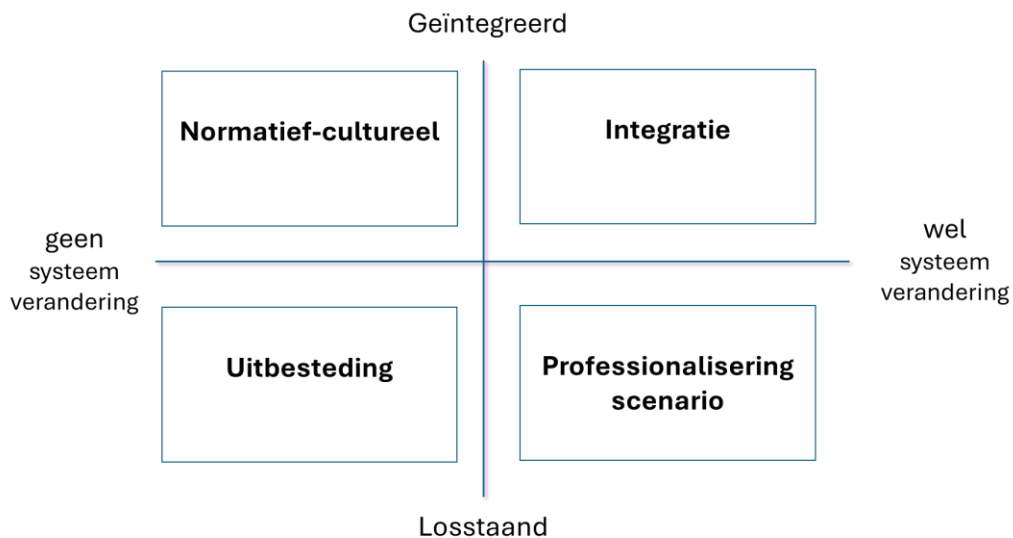 Geïntegreerd
Normatief-cultureel
Integratie
geen
systeem
verandering
wel
systeem
verandering
Uitbesteding
Professionalisering
scenario
Losstaand